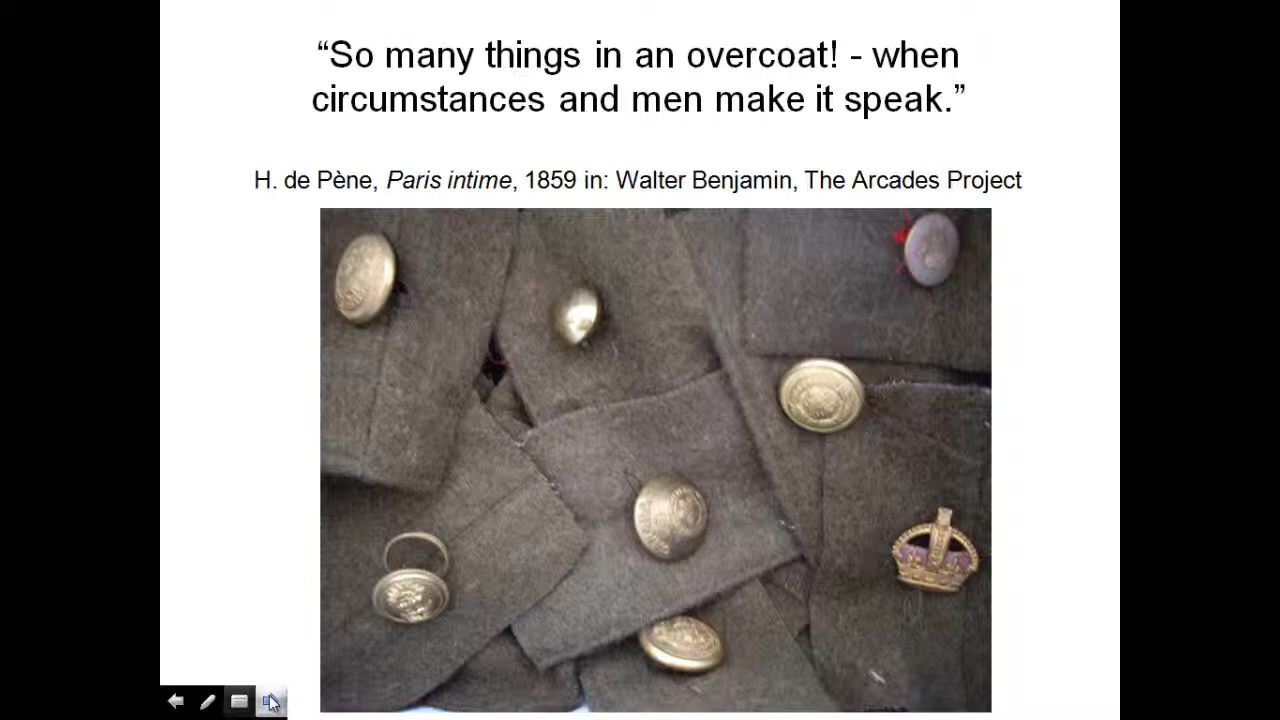 “So many things in an overcoat! - when
circumstances and men make it speak.”
H. de Pène, Paris intime, 1859 in: Walter Benjamin, The Arcades Project